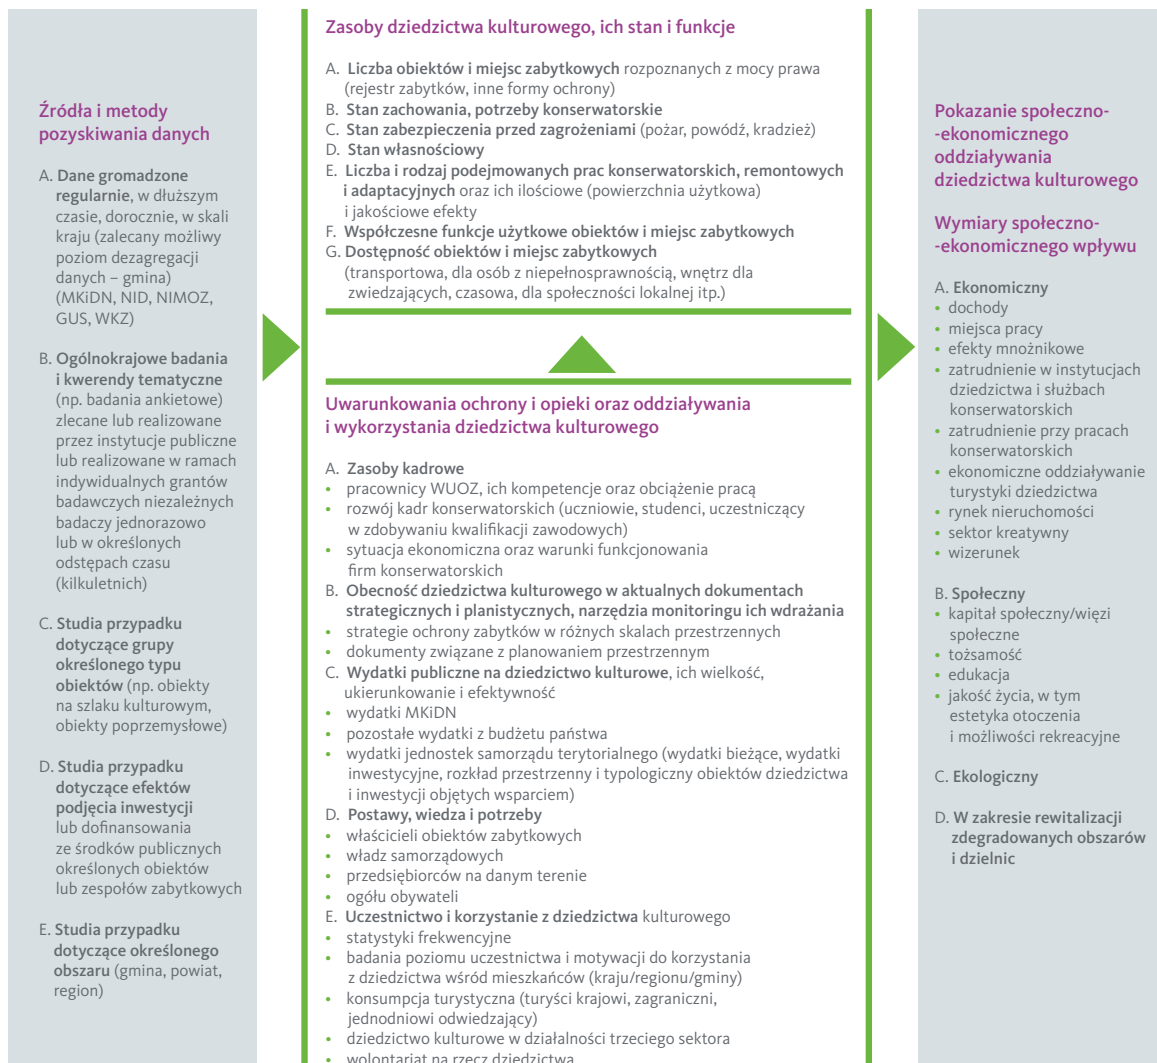 Źródła i metody
pozyskiwania danych
A. Dane gromadzone
regularnie, w dłuższym
czasie, dorocznie, w skali
kraju (zalecany możliwy
poziom dezagregacji
danych – gmina)
(MKiDN, NID, NIMOZ,
GUS, WKZ)
B. Ogólnokrajowe badania
i kwerendy tematyczne
(np. badania ankietowe)
zlecane lub realizowane
przez instytucje publiczne
lub realizowane w ramach
indywidualnych grantów
badawczych niezależnych
badaczy jednorazowo
lub w określonych
odstępach czasu
(kilkuletnich)
C. Studia przypadku
dotyczące grupy
określonego typu
obiektów (np. obiekty
na szlaku kulturowym,
obiekty poprzemysłowe)
D. Studia przypadku
dotyczące efektów
podjęcia inwestycji
lub dofinansowania
ze środków publicznych
określonych obiektów
lub zespołów zabytkowych
E. Studia przypadku
dotyczące określonego
obszaru (gmina, powiat,
region)
Zasoby dziedzictwa kulturowego, ich stan i funkcje
A. Liczba obiektów i miejsc zabytkowych rozpoznanych z mocy prawa
(rejestr zabytków, inne formy ochrony)
B. Stan zachowania, potrzeby konserwatorskie
C. Stan zabezpieczenia przed zagrożeniami (pożar, powódź, kradzież)
D. Stan własnościowy
E. Liczba i rodzaj podejmowanych prac konserwatorskich, remontowych
i adaptacyjnych oraz ich ilościowe (powierzchnia użytkowa)
i jakościowe efekty
F. Współczesne funkcje użytkowe obiektów i miejsc zabytkowych
G. Dostępność obiektów i miejsc zabytkowych
(transportowa, dla osób z niepełnosprawnością, wnętrz dla
zwiedzających, czasowa, dla społeczności lokalnej itp.)
Uwarunkowania ochrony i opieki oraz oddziaływania
i wykorzystania dziedzictwa kulturowego
A. Zasoby kadrowe
• pracownicy WUOZ, ich kompetencje oraz obciążenie pracą
• rozwój kadr konserwatorskich (uczniowie, studenci, uczestniczący
w zdobywaniu kwalifikacji zawodowych)
• sytuacja ekonomiczna oraz warunki funkcjonowania
firm konserwatorskich
B. Obecność dziedzictwa kulturowego w aktualnych dokumentach
strategicznych i planistycznych, narzędzia monitoringu ich wdrażania
• strategie ochrony zabytków w różnych skalach przestrzennych
• dokumenty związane z planowaniem przestrzennym
C. Wydatki publiczne na dziedzictwo kulturowe, ich wielkość,
ukierunkowanie i efektywność
• wydatki MKiDN
• pozostałe wydatki z budżetu państwa
• wydatki jednostek samorządu terytorialnego (wydatki bieżące, wydatki
inwestycyjne, rozkład przestrzenny i typologiczny obiektów dziedzictwa
i inwestycji objętych wsparciem)
D. Postawy, wiedza i potrzeby
• właścicieli obiektów zabytkowych
• władz samorządowych
• przedsiębiorców na danym terenie
• ogółu obywateli
E. Uczestnictwo i korzystanie z dziedzictwa kulturowego
• statystyki frekwencyjne
• badania poziomu uczestnictwa i motywacji do korzystania
z dziedzictwa wśród mieszkańców (kraju/regionu/gminy)
• konsumpcja turystyczna (turyści krajowi, zagraniczni,
jednodniowi odwiedzający)
• dziedzictwo kulturowe w działalności trzeciego sektora
• wolontariat na rzecz dziedzictwa
Pokazanie społeczno-
-ekonomicznego
oddziaływania
dziedzictwa kulturowego
Wymiary społeczno-
-ekonomicznego wpływu
A. Ekonomiczny
• dochody
• miejsca pracy
• efekty mnożnikowe
• zatrudnienie w instytucjach
dziedzictwa i służbach
konserwatorskich
• zatrudnienie przy pracach
konserwatorskich
• ekonomiczne oddziaływanie
turystyki dziedzictwa
• rynek nieruchomości
• sektor kreatywny
• wizerunek
B. Społeczny
• kapitał społeczny/więzi
społeczne
• tożsamość
• edukacja
• jakość życia, w tym
estetyka otoczenia
i możliwości rekreacyjne
C. Ekologiczny
D. W zakresie rewitalizacji
zdegradowanych obszarów
i dzielnic